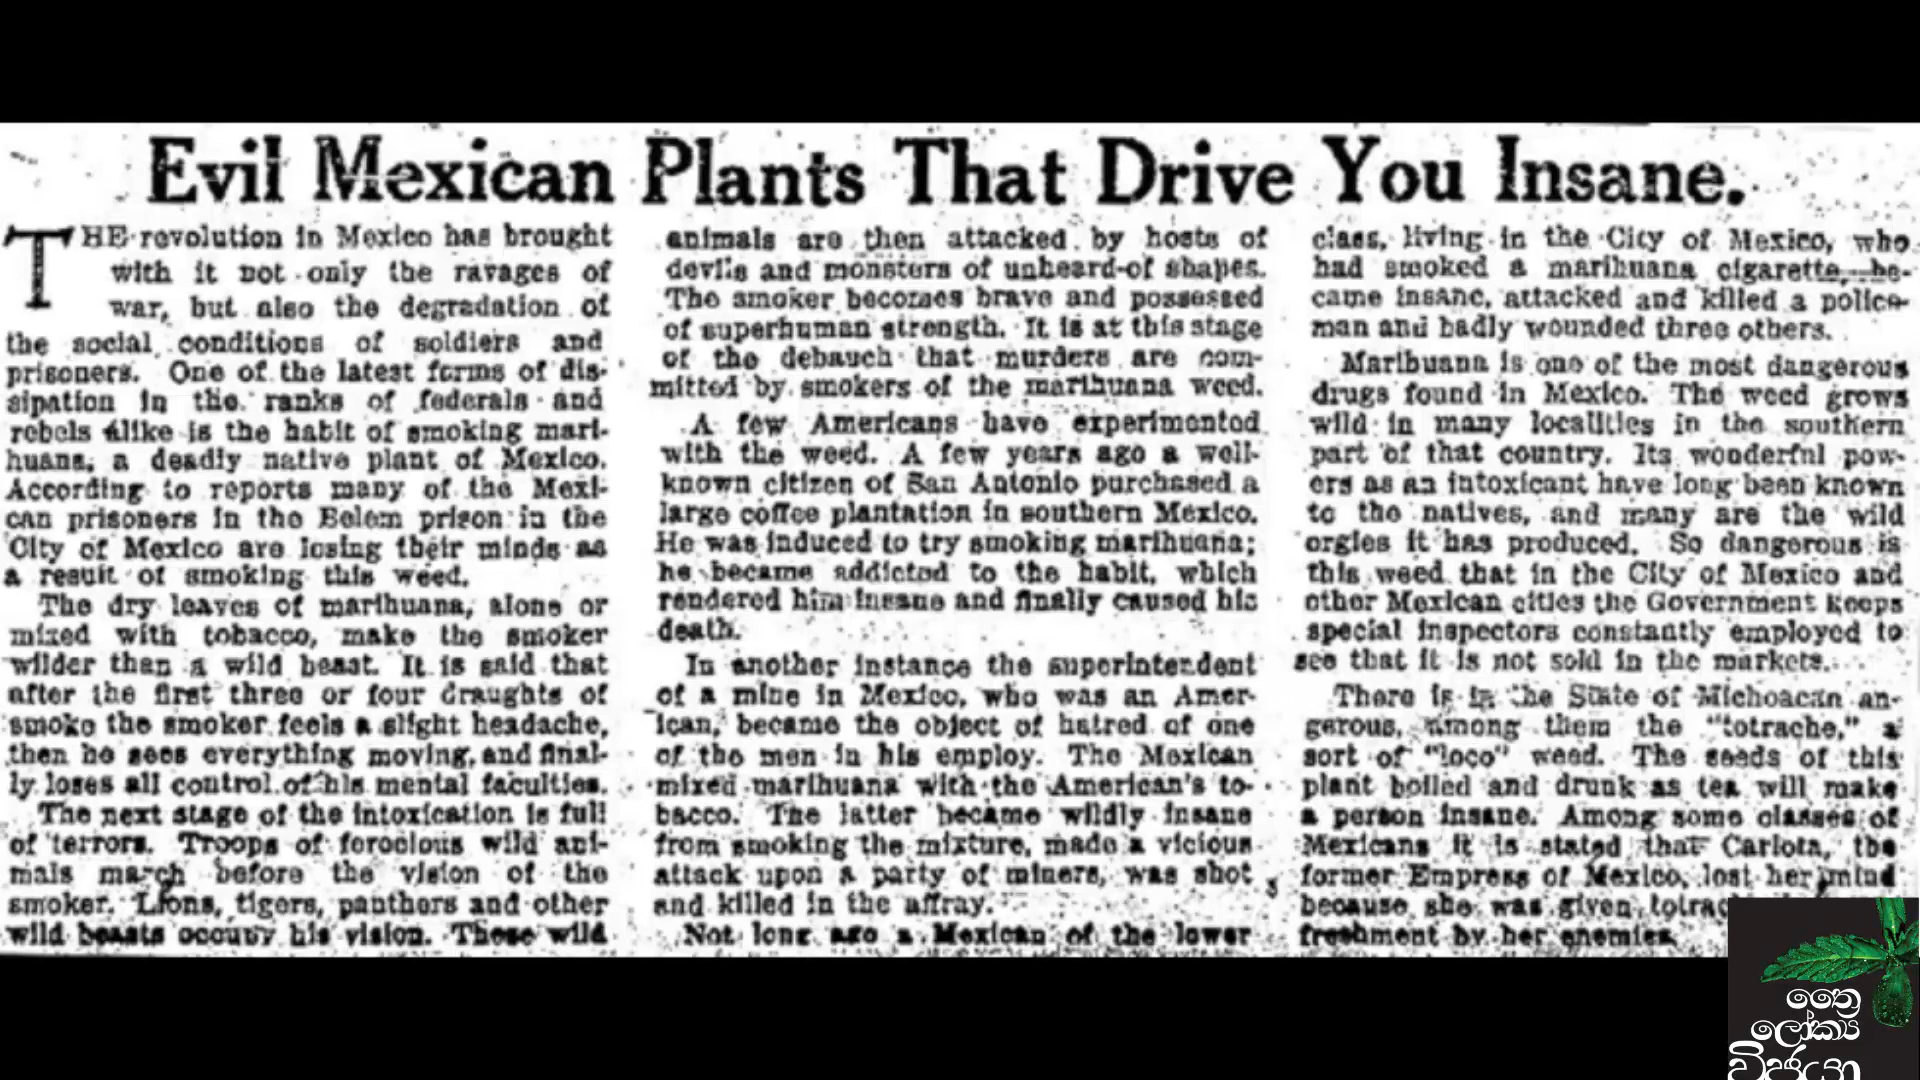 Evil Mexican Plants That Drive You Insane.
THE revolution in Mexico has brought
with it not only the ravages of
war, but also the degradation of
the social conditions of soldiers and
prisoners. One of the latest forms of dis-
sipation in the ranks of federals and
rebels alike is the habit of smoking mari-
huana, a deadly native plant of Mexico.
According to reports many of the Mexi-
can prisoners in the Belem prison in the
City of Mexico are losing their minds as
a result of smoking this weed.
The dry leaves of marihuana, alone or
mixed with tobacco, make the smoker
wilder than a wild beast. It is said that
after the first three or four draughts of
smoke the smoker feels a slight headache,
then he sees everything moving, and final-
ly loses all control of his mental faculties.
The next stage of the intoxication is full
of terrors. Troops of ferocious wild ani-
mals march before the vision of the
smoker. Lions, tigers, panthers and other
wild beasts occupy his vision. These wild
animals are then attacked by hosts of
devils and monsters of unheard-of shapes.
The smoker becomes brave and possessed
of superhuman strength. It is at this stage
of the debauch that murders are com-
mitted by smokers of the marihuana weed.
A few Americans have experimented
with the weed. A few years ago a well-
known citizen of San Antonio purchased a
large coffee plantation in southern Mexico.
He was induced to try smoking marihuana;
he became addicted to the habit, which
rendered him insane and finally caused his
death.
In another instance the superintendent
of a mine in Mexico, who was an Amer-
ican, became the object of hatred of one
of the men in his employ. The Mexican
mixed marihuana with the American's to-
bacco. The latter became wildly insane
from smoking the mixture, made a vicious
attack upon a party of miners, was shot
and killed in the affray.
Not long ago a Mexican of the lower
class, living in the City of Mexico, who
had smoked a marihuana cigarette, be-
came insane, attacked and killed a police-
man and badly wounded three others.
Marihuana is one of the most dangerous
drugs found in Mexico. The weed grows
wild in many localities in the southern
part of that country. Its wonderful pow-
ers as an intoxicant have long been known
to the natives, and many are the wild
orgies it has produced. So dangerous is
this weed that in the City of Mexico and
other Mexican cities the Government keeps
special inspectors constantly employed to
see that it is not sold in the markets.
There is in the State of Michoacan an-
gerous, among them the "totrache," a
sort of "loco" weed. The seeds of this
plant boiled and drunk as tea will make
a person insane. Among some classes of
Mexicans it is stated that Carlota, the
former Empress of Mexico, lost her mind
because she was given
freshment by her enemies.
ත්‍රෛ
ලෝක්‍ය
විජයා